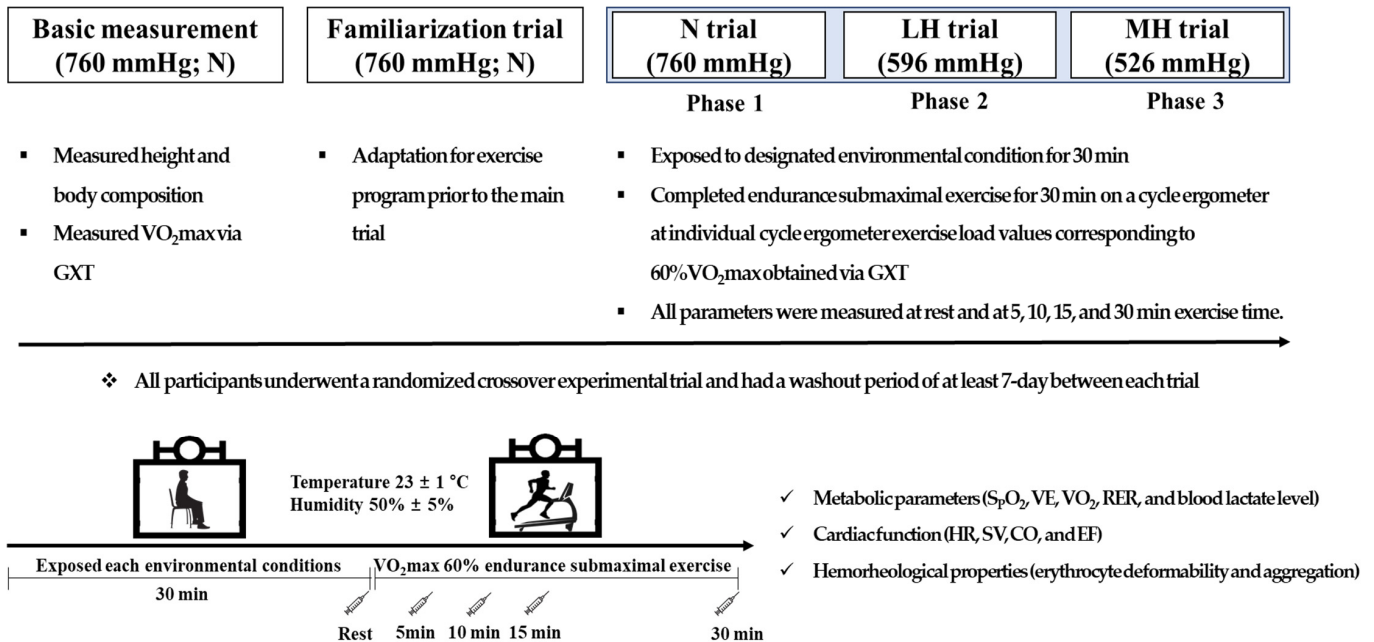 Basic measurement
(760 mmHg; N)
Familiarization trial
(760 mmHg; N)
N trial
(760 mmHg)
LH trial
(596 mmHg)
MH trial
(526 mmHg)
Phase 1
Phase 2
Phase 3
▪ Measured height and
body composition
▪ Measured VO₂max via
GXT
▪ Adaptation for exercise
program prior to the main
trial
▪ Exposed to designated environmental condition for 30 min
▪ Completed endurance submaximal exercise for 30 min on a cycle ergometer
at individual cycle ergometer exercise load values corresponding to
60%VO₂max obtained via GXT
▪ All parameters were measured at rest and at 5, 10, 15, and 30 min exercise time.
❖ All participants underwent a randomized crossover experimental trial and had a washout period of at least 7-day between each trial
Temperature 23 ± 1 °C
Humidity 50% ± 5%
Exposed each environmental conditions
30 min
VO₂max 60% endurance submaximal exercise
Rest
5min
10 min
15 min
30 min
✓ Metabolic parameters (SₚO₂, VE, VO₂, RER, and blood lactate level)
✓ Cardiac function (HR, SV, CO, and EF)
✓ Hemorheological properties (erythrocyte deformability and aggregation)